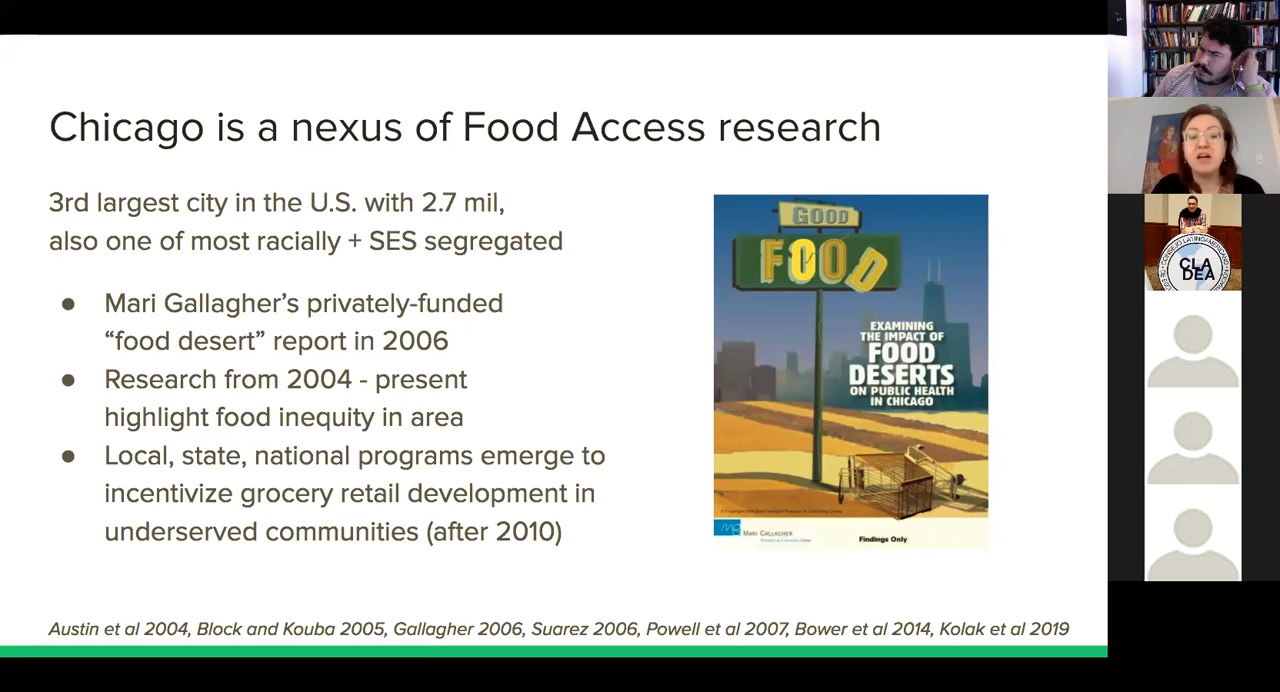 Chicago is a nexus of Food Access research
3rd largest city in the U.S. with 2.7 mil,
also one of most racially + SES segregated
● Mari Gallagher’s privately-funded
“food desert” report in 2006
● Research from 2004 - present
highlight food inequity in area
● Local, state, national programs emerge to
incentivize grocery retail development in
underserved communities (after 2010)
GOOD
FOOD
EXAMINING
THE IMPACT OF
FOOD
DESERTS
ON PUBLIC HEALTH
IN CHICAGO
MARI GALLAGHER
Findings Only
Austin et al 2004, Block and Kouba 2005, Gallagher 2006, Suarez 2006, Powell et al 2007, Bower et al 2014, Kolak et al 2019
CLA
DEA